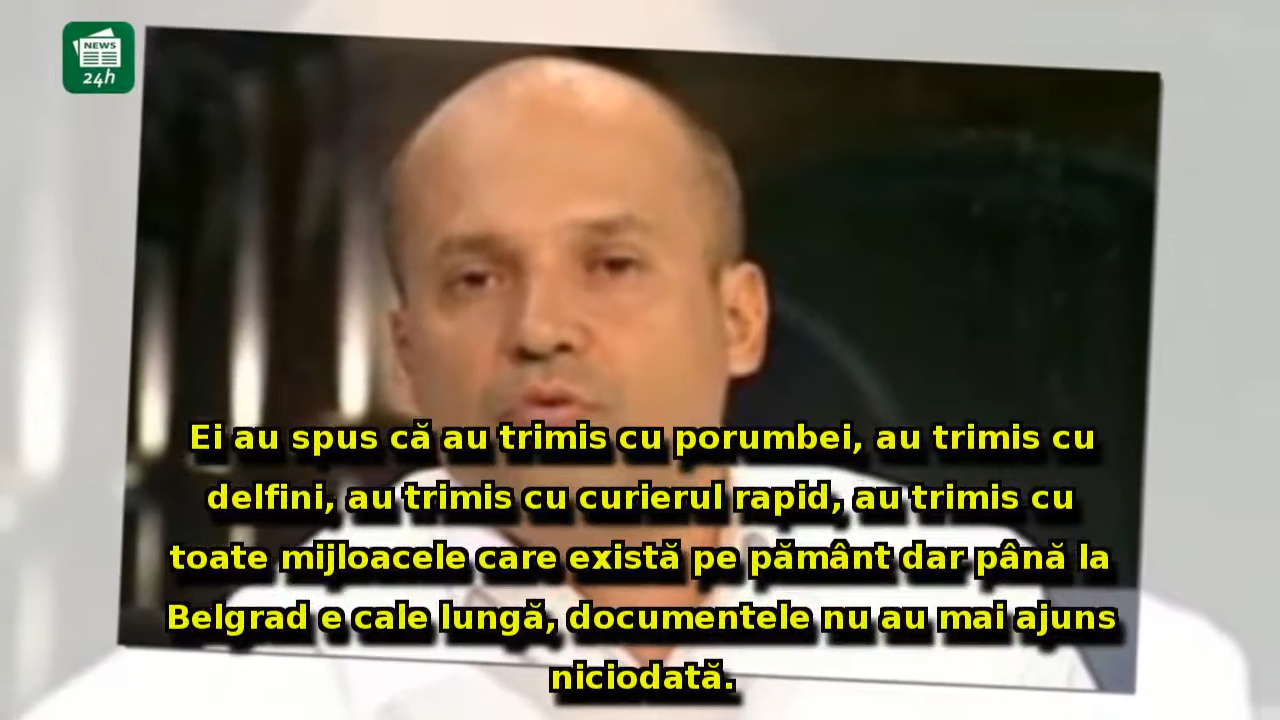 NEWS
24h
Ei au spus că au trimis cu porumbei, au trimis cu
delfini, au trimis cu curierul rapid, au trimis cu
toate mijloacele care există pe pământ dar până la
Belgrad e cale lungă, documentele nu au mai ajuns
niciodată.